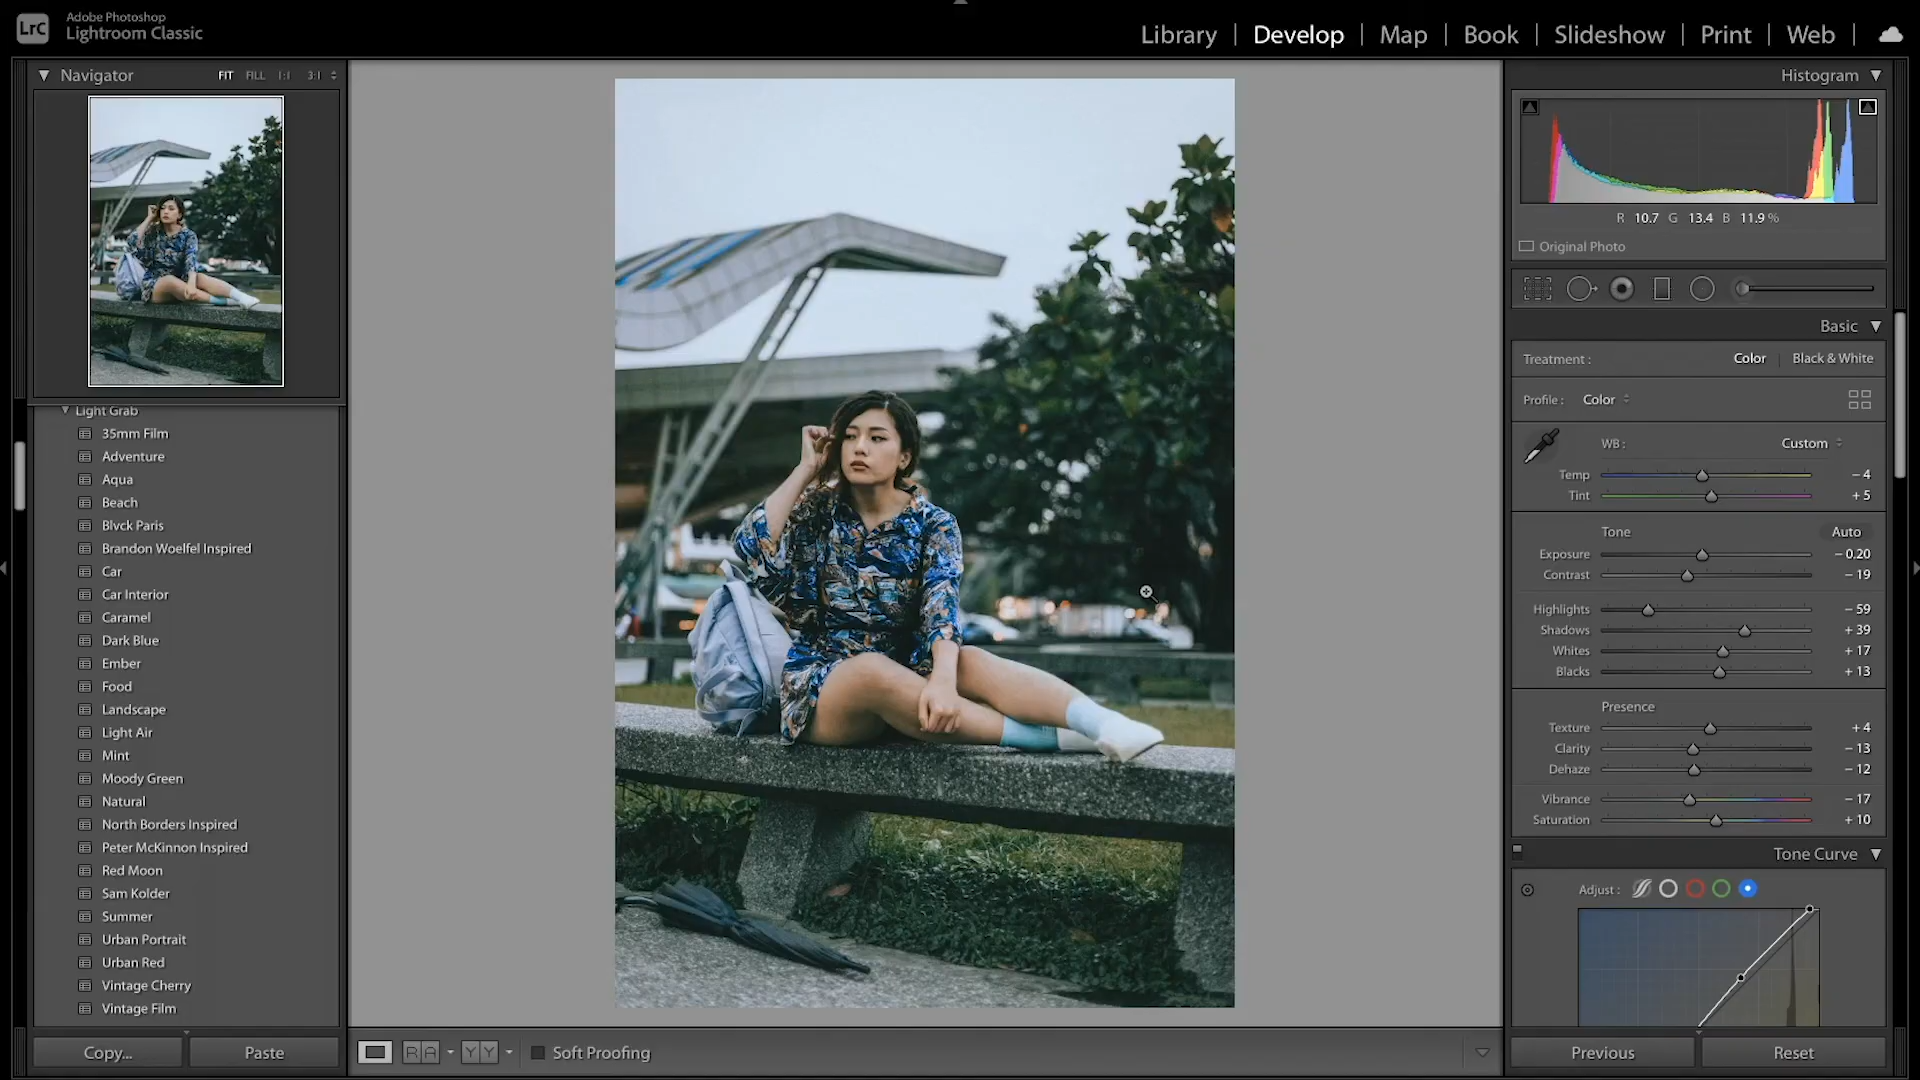 LrC
Adobe Photoshop
Lightroom Classic
Library | Develop | Map | Book | Slideshow | Print | Web |
Navigator FIT FILL 1:1 3:1
Light Grab
35mm Film
Adventure
Aqua
Beach
Blvck Paris
Brandon Woelfel Inspired
Car
Car Interior
Caramel
Dark Blue
Ember
Food
Landscape
Light Air
Mint
Moody Green
Natural
North Borders Inspired
Peter McKinnon Inspired
Red Moon
Sam Kolder
Summer
Urban Portrait
Urban Red
Vintage Cherry
Vintage Film
Copy... Paste
R A Y Y Soft Proofing
Histogram
R 10.7 G 13.4 B 11.9 %
Original Photo
Basic
Treatment : Color | Black & White
Profile : Color
WB : Custom
Temp – 4
Tint + 5
Tone Auto
Exposure – 0.20
Contrast – 19
Highlights – 59
Shadows + 39
Whites + 17
Blacks + 13
Presence
Texture + 4
Clarity – 13
Dehaze – 12
Vibrance – 17
Saturation + 10
Tone Curve
Adjust :
Previous Reset